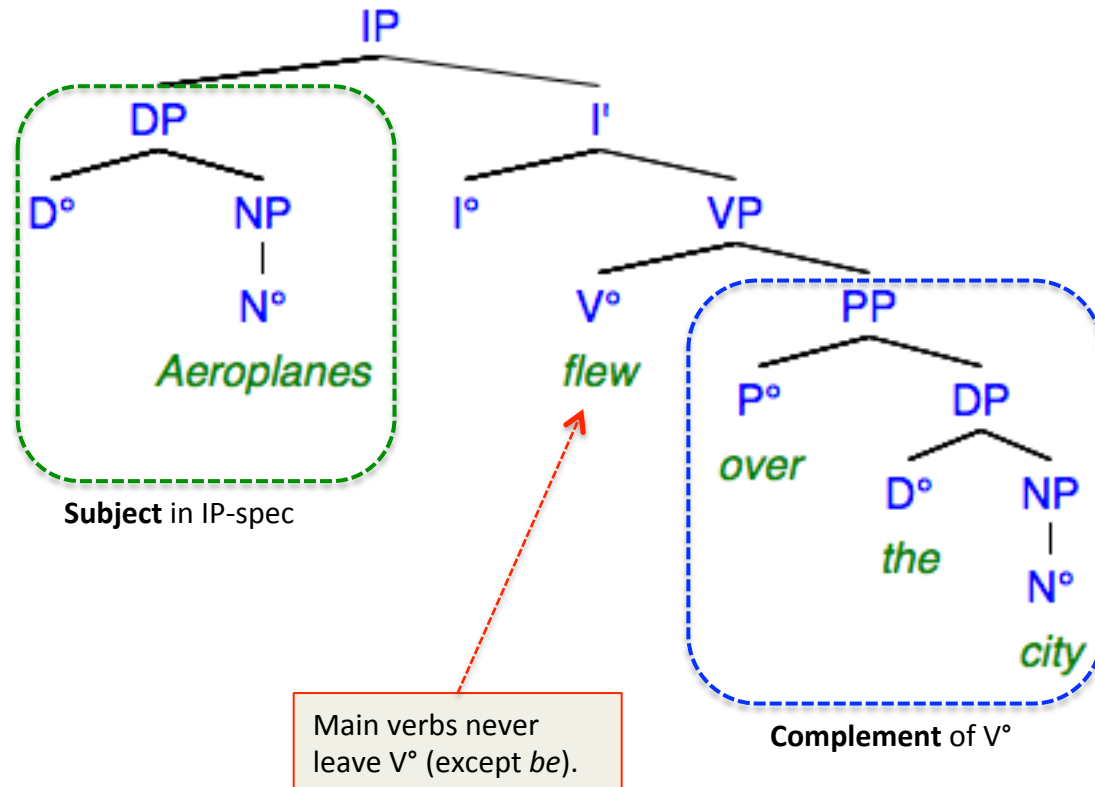 IP
DP I'
D° NP I° VP
N° V° PP
Aeroplanes flew P° DP
over D° NP
Subject in IP-spec
the N°
city
Main verbs never
leave V° (except be).
Complement of V°